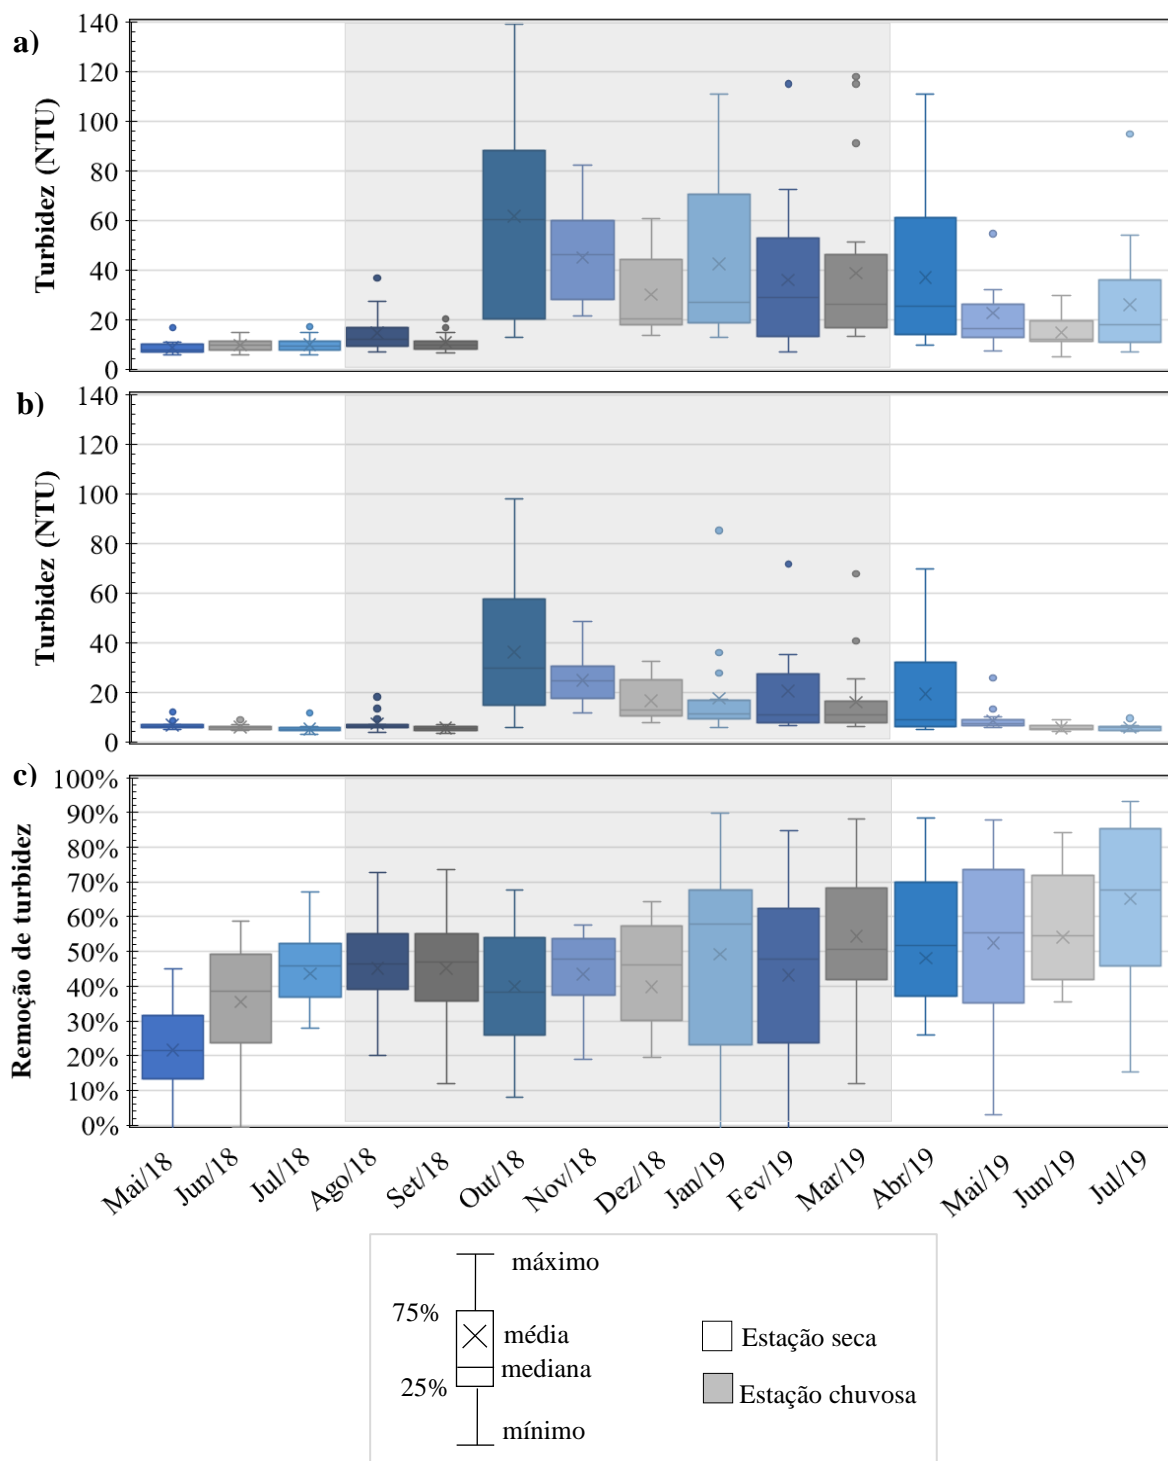 a)
Turbidez (NTU)
140
120
100
80
60
40
20
0
b)
Turbidez (NTU)
140
120
100
80
60
40
20
0
c)
Remoção de turbidez
100%
90%
80%
70%
60%
50%
40%
30%
20%
10%
0%
Mai/18
Jun/18
Jul/18
Ago/18
Set/18
Out/18
Nov/18
Dez/18
Jan/19
Fev/19
Mar/19
Abr/19
Mai/19
Jun/19
Jul/19
máximo
75%
média
mediana
25%
mínimo
Estação seca
Estação chuvosa